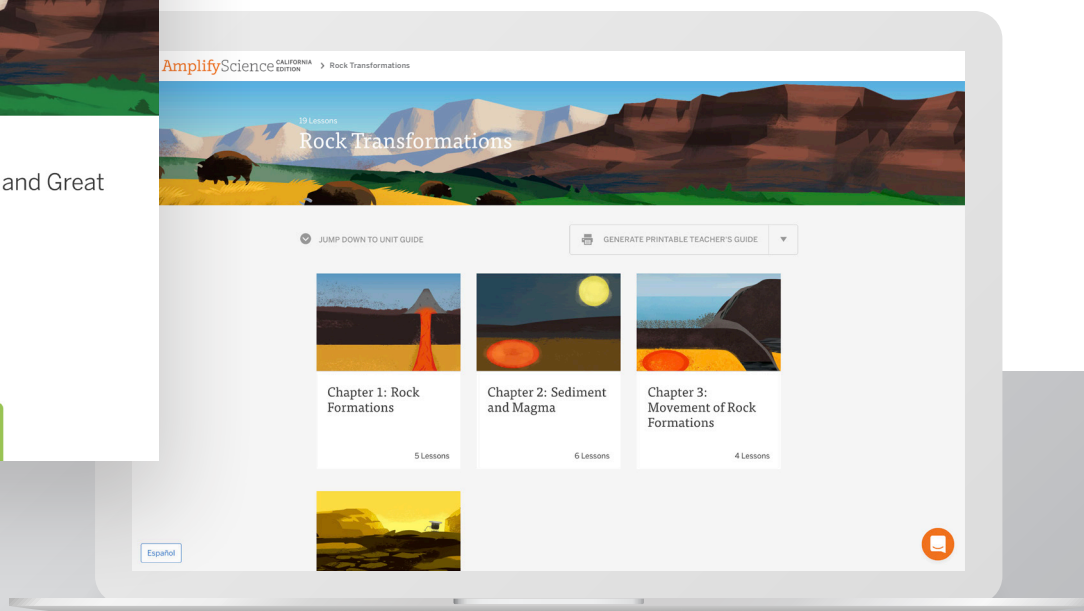 and Great
AmplifyScience CALIFORNIA EDITION > Rock Transformations
19 Lessons
Rock Transformations
JUMP DOWN TO UNIT GUIDE
GENERATE PRINTABLE TEACHER'S GUIDE
Chapter 1: Rock
Formations
5 Lessons
Chapter 2: Sediment
and Magma
6 Lessons
Chapter 3:
Movement of Rock
Formations
4 Lessons
Español